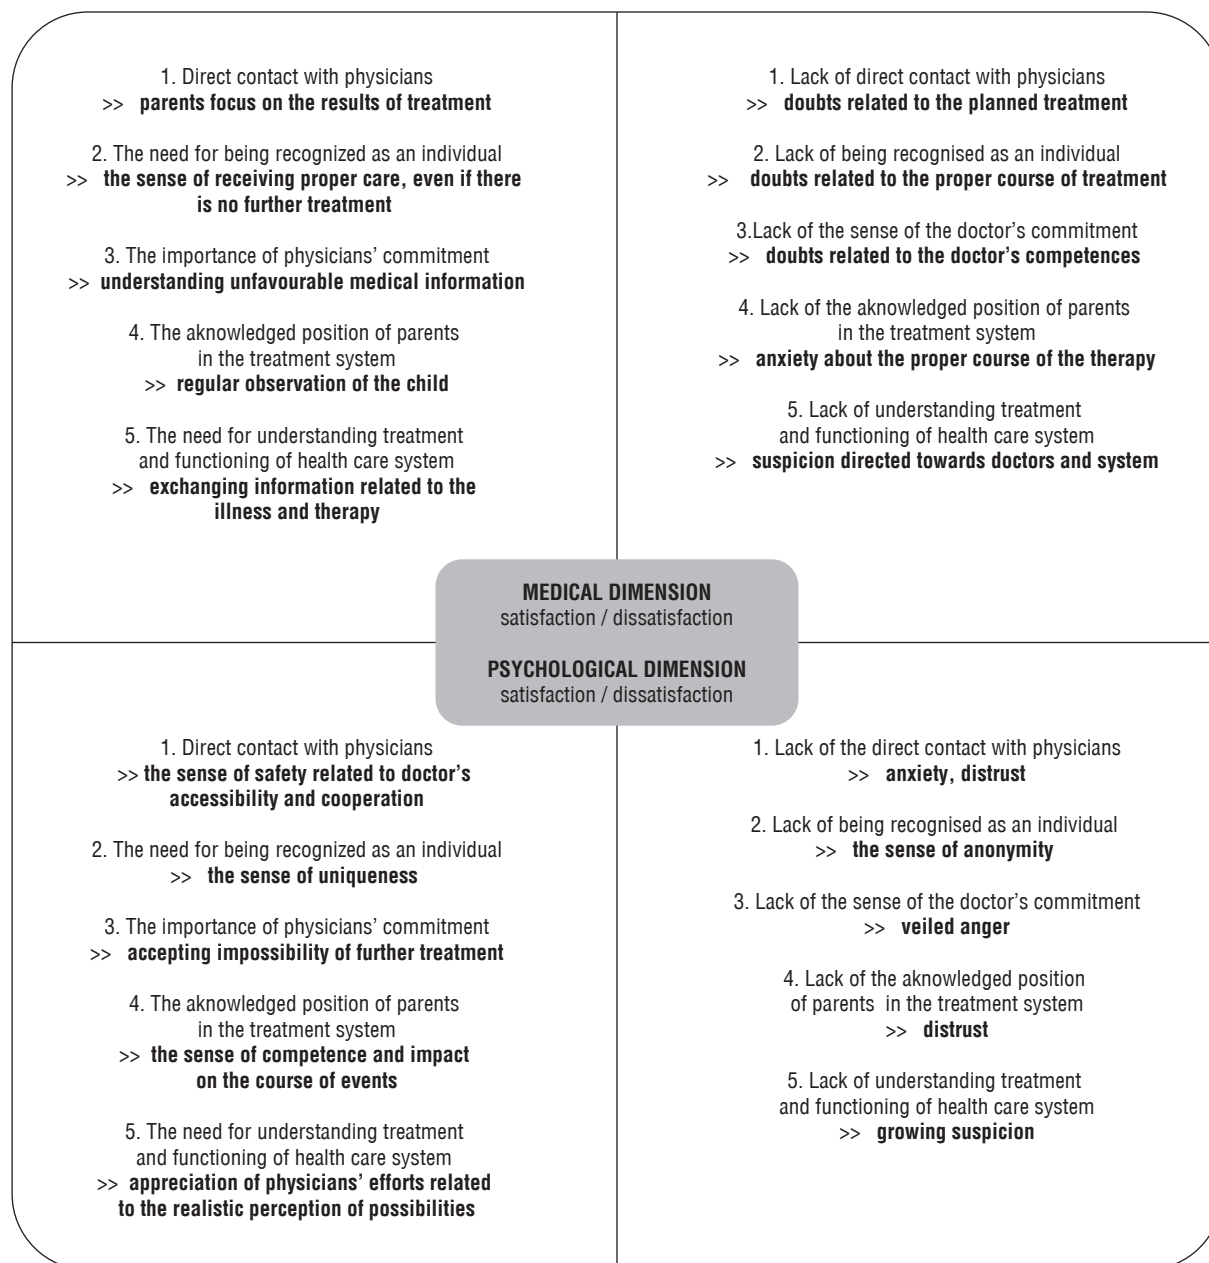 1. Direct contact with physicians
>> parents focus on the results of treatment
2. The need for being recognized as an individual
>> the sense of receiving proper care, even if there
is no further treatment
3. The importance of physicians’ commitment
>> understanding unfavourable medical information
4. The aknowledged position of parents
in the treatment system
>> regular observation of the child
5. The need for understanding treatment
and functioning of health care system
>> exchanging information related to the
illness and therapy
1. Lack of direct contact with physicians
>> doubts related to the planned treatment
2. Lack of being recognised as an individual
>> doubts related to the proper course of treatment
3.Lack of the sense of the doctor’s commitment
>> doubts related to the doctor’s competences
4. Lack of the aknowledged position of parents
in the treatment system
>> anxiety about the proper course of the therapy
5. Lack of understanding treatment
and functioning of health care system
>> suspicion directed towards doctors and system
MEDICAL DIMENSION
satisfaction / dissatisfaction
PSYCHOLOGICAL DIMENSION
satisfaction / dissatisfaction
1. Direct contact with physicians
>> the sense of safety related to doctor’s
accessibility and cooperation
2. The need for being recognized as an individual
>> the sense of uniqueness
3. The importance of physicians’ commitment
>> accepting impossibility of further treatment
4. The aknowledged position of parents
in the treatment system
>> the sense of competence and impact
on the course of events
5. The need for understanding treatment
and functioning of health care system
>> appreciation of physicians’ efforts related
to the realistic perception of possibilities
1. Lack of the direct contact with physicians
>> anxiety, distrust
2. Lack of being recognised as an individual
>> the sense of anonymity
3. Lack of the sense of the doctor’s commitment
>> veiled anger
4. Lack of the aknowledged position
of parents in the treatment system
>> distrust
5. Lack of understanding treatment
and functioning of health care system
>> growing suspicion